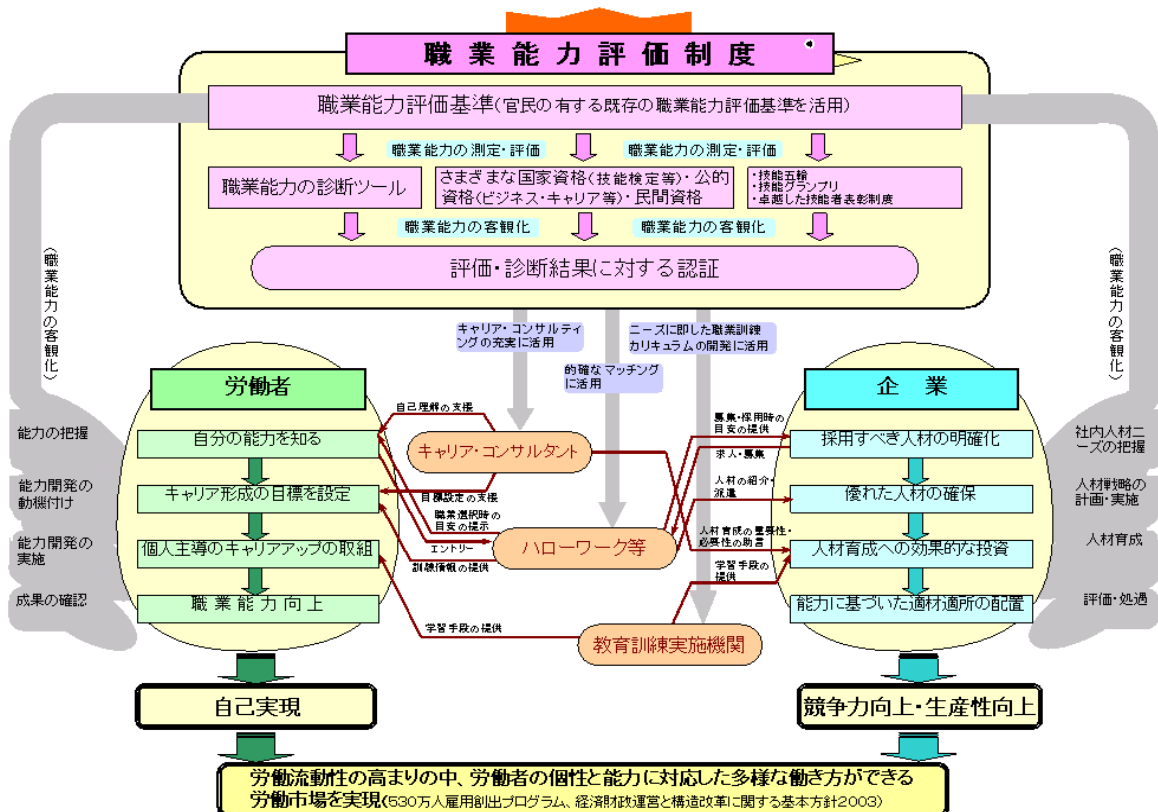 職業能力評価制度
職業能力評価基準(官民の有する既存の職業能力評価基準を活用)
職業能力の測定・評価
職業能力の測定・評価
職業能力の診断ツール
さまざまな国家資格(技能検定等)・公的
資格(ビジネス・キャリア等)・民間資格
・技能五輪
・技能グランプリ
・卓越した技能者表彰制度
職業能力の客観化
職業能力の客観化
評価・診断結果に対する認証
(職業能力の客観化)
(職業能力の客観化)
キャリア・コンサルティ
ングの充実に活用
ニーズに即した職業訓練
カリキュラムの開発に活用
的確なマッチング
に活用
労働者
自分の能力を知る
キャリア形成の目標を設定
個人主導のキャリアアップの取組
職業能力向上
能力の把握
能力開発の
動機付け
能力開発の
実施
成果の確認
自己理解の支援
キャリア・コンサルタント
目標設定の支援
職業選択時の
目安の提示
エントリー
訓練情報の提供
ハローワーク等
学習手段の提供
教育訓練実施機関
募集・採用時の
目安の提供
求人・募集
人材の紹介・
派遣
人材育成の重要性・
必要性の助言
学習手段の
提供
企業
採用すべき人材の明確化
優れた人材の確保
人材育成への効果的な投資
能力に基づいた適材適所の配置
社内人材ニ
ーズの把握
人材戦略の
計画・実施
人材育成
評価・処遇
自己実現
競争力向上・生産性向上
労働流動性の高まりの中、労働者の個性と能力に対応した多様な働き方ができる
労働市場を実現(530万人雇用創出プログラム、経済財政運営と構造改革に関する基本方針2003)